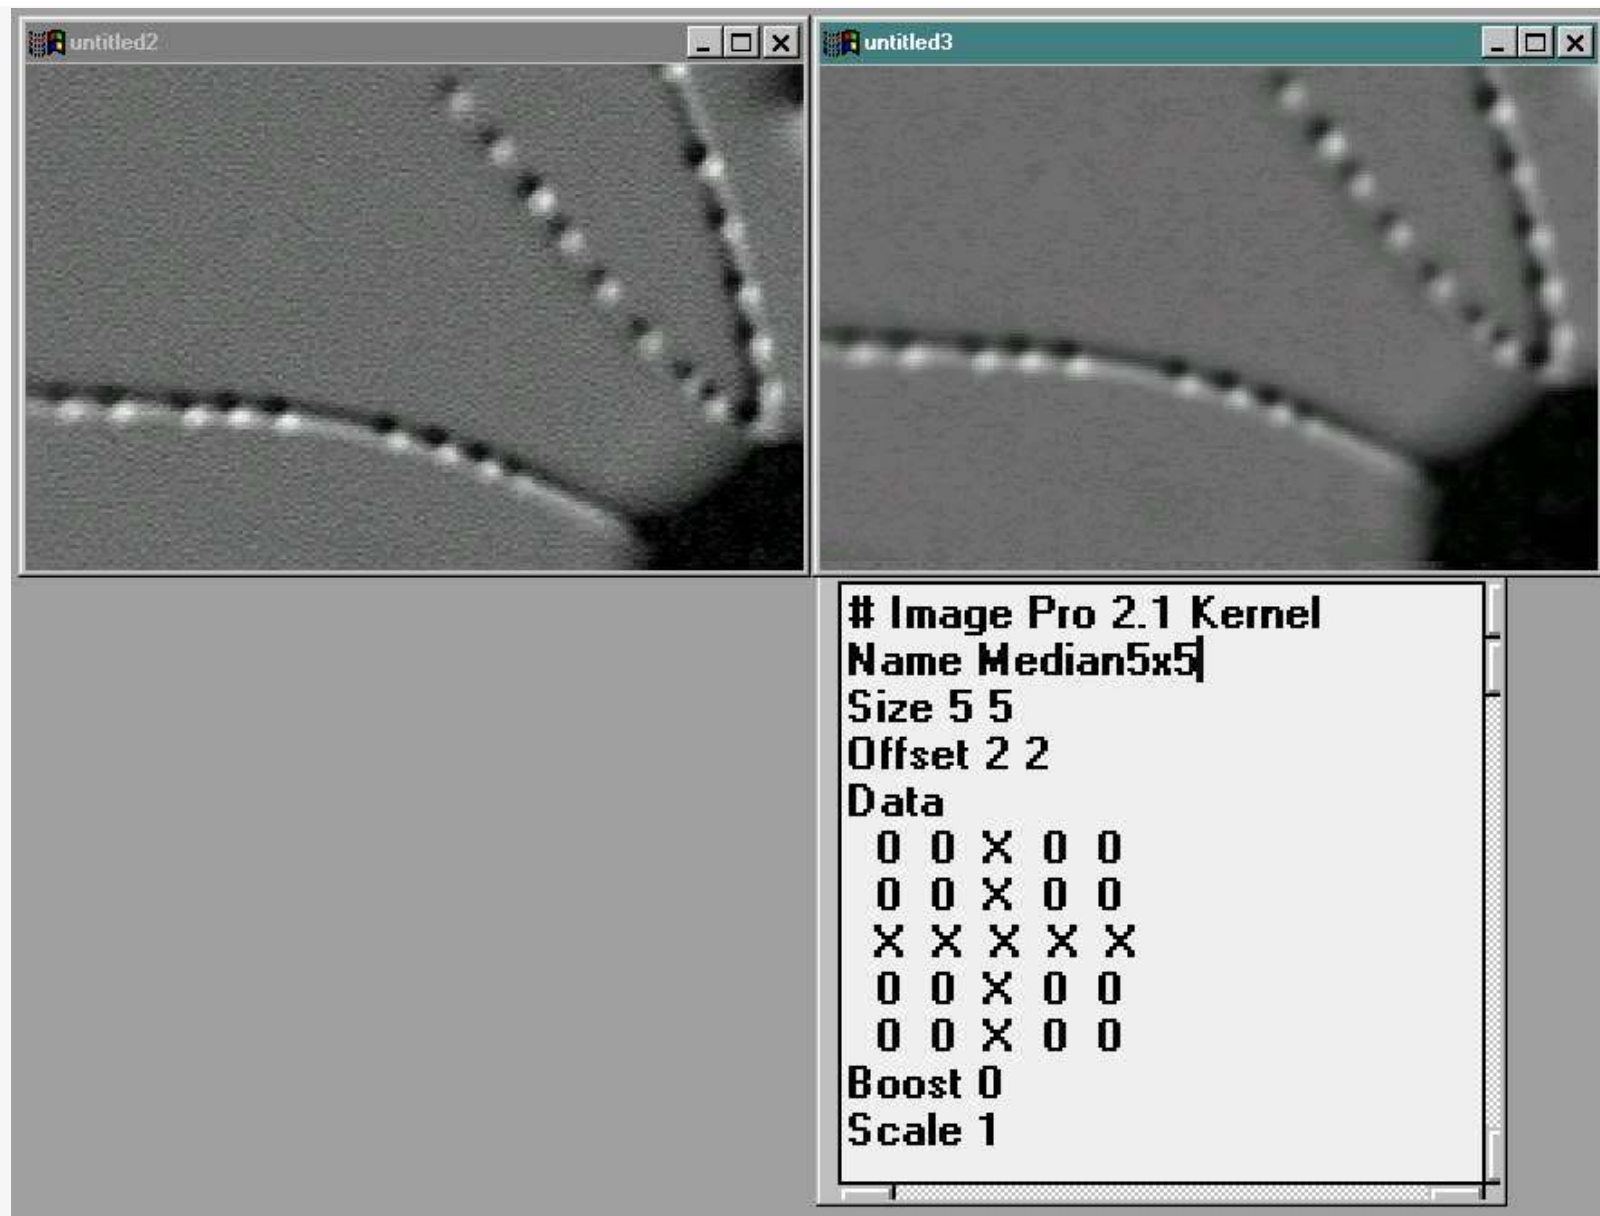 untitled2
untitled3
# Image Pro 2.1 Kernel
Name Median5x5
Size 5 5
Offset 2 2
Data
0 0 X 0 0
0 0 X 0 0
X X X X X
0 0 X 0 0
0 0 X 0 0
Boost 0
Scale 1